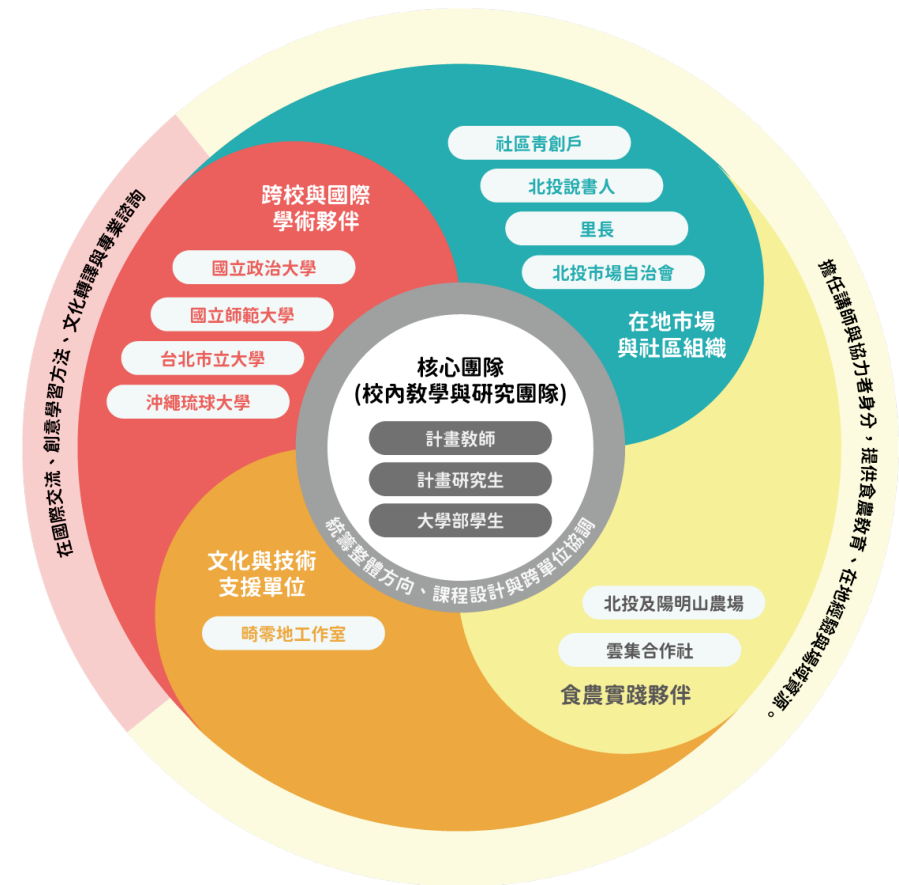 社區青創戶
北投說書人
里長
北投市場自治會
在地市場
與社區組織
跨校與國際
學術夥伴
國立政治大學
國立師範大學
台北市立大學
沖繩琉球大學
在國際交流、創意學習方法、文化轉譯與專業諮詢
核心團隊
(校內教學與研究團隊)
計畫教師
計畫研究生
大學部學生
統籌整體方向、課程設計與跨單位協調
文化與技術
支援單位
畸零地工作室
北投及陽明山農場
雲集合作社
食農實踐夥伴
擔任講師與協力者身分，提供食農教育、在地經驗與場域資源。